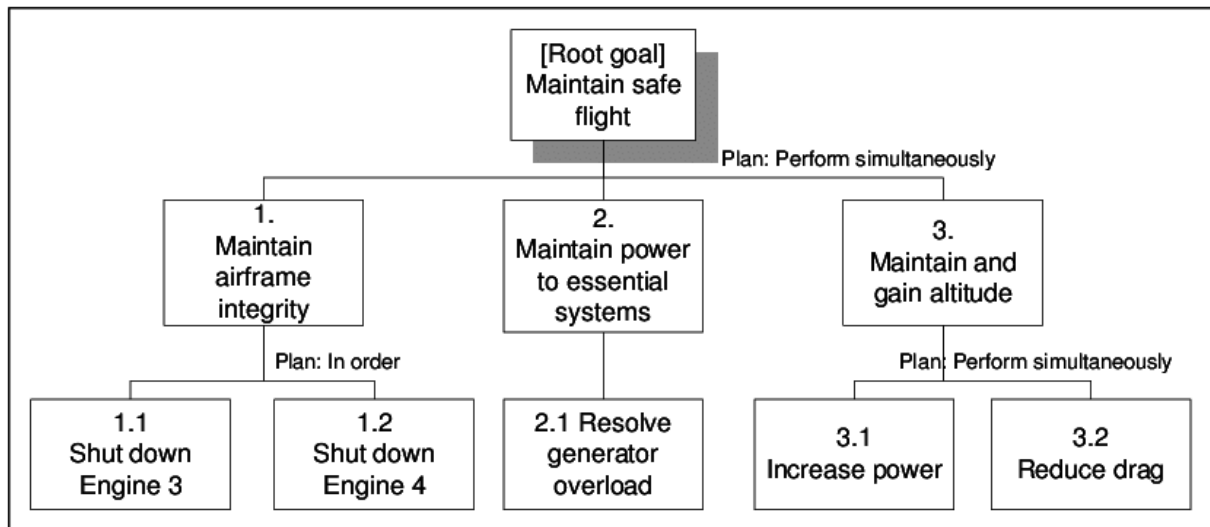 [Root goal]
Maintain safe
flight
Plan: Perform simultaneously
1.
Maintain
airframe
integrity
2.
Maintain power
to essential
systems
3.
Maintain and
gain altitude
Plan: In order
Plan: Perform simultaneously
1.1
Shut down
Engine 3
1.2
Shut down
Engine 4
2.1 Resolve
generator
overload
3.1
Increase power
3.2
Reduce drag